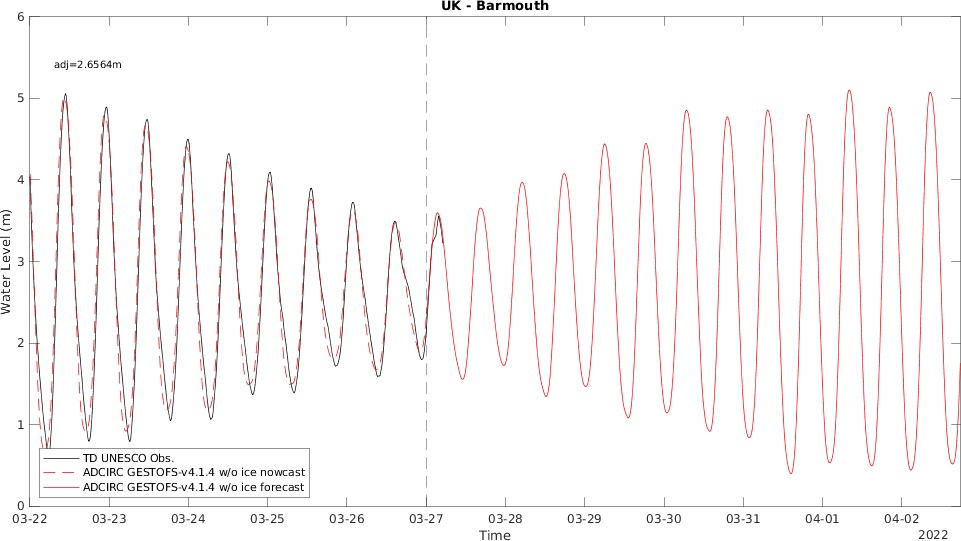 UK - Barmouth
6
adj=2.6564m
5
4
3
2
1
0
Water Level (m)
TD UNESCO Obs.
ADCIRC GESTOFS-v4.1.4 w/o ice nowcast
ADCIRC GESTOFS-v4.1.4 w/o ice forecast
03-22 03-23 03-24 03-25 03-26 03-27 03-28 03-29 03-30 03-31 04-01 04-02
Time
2022